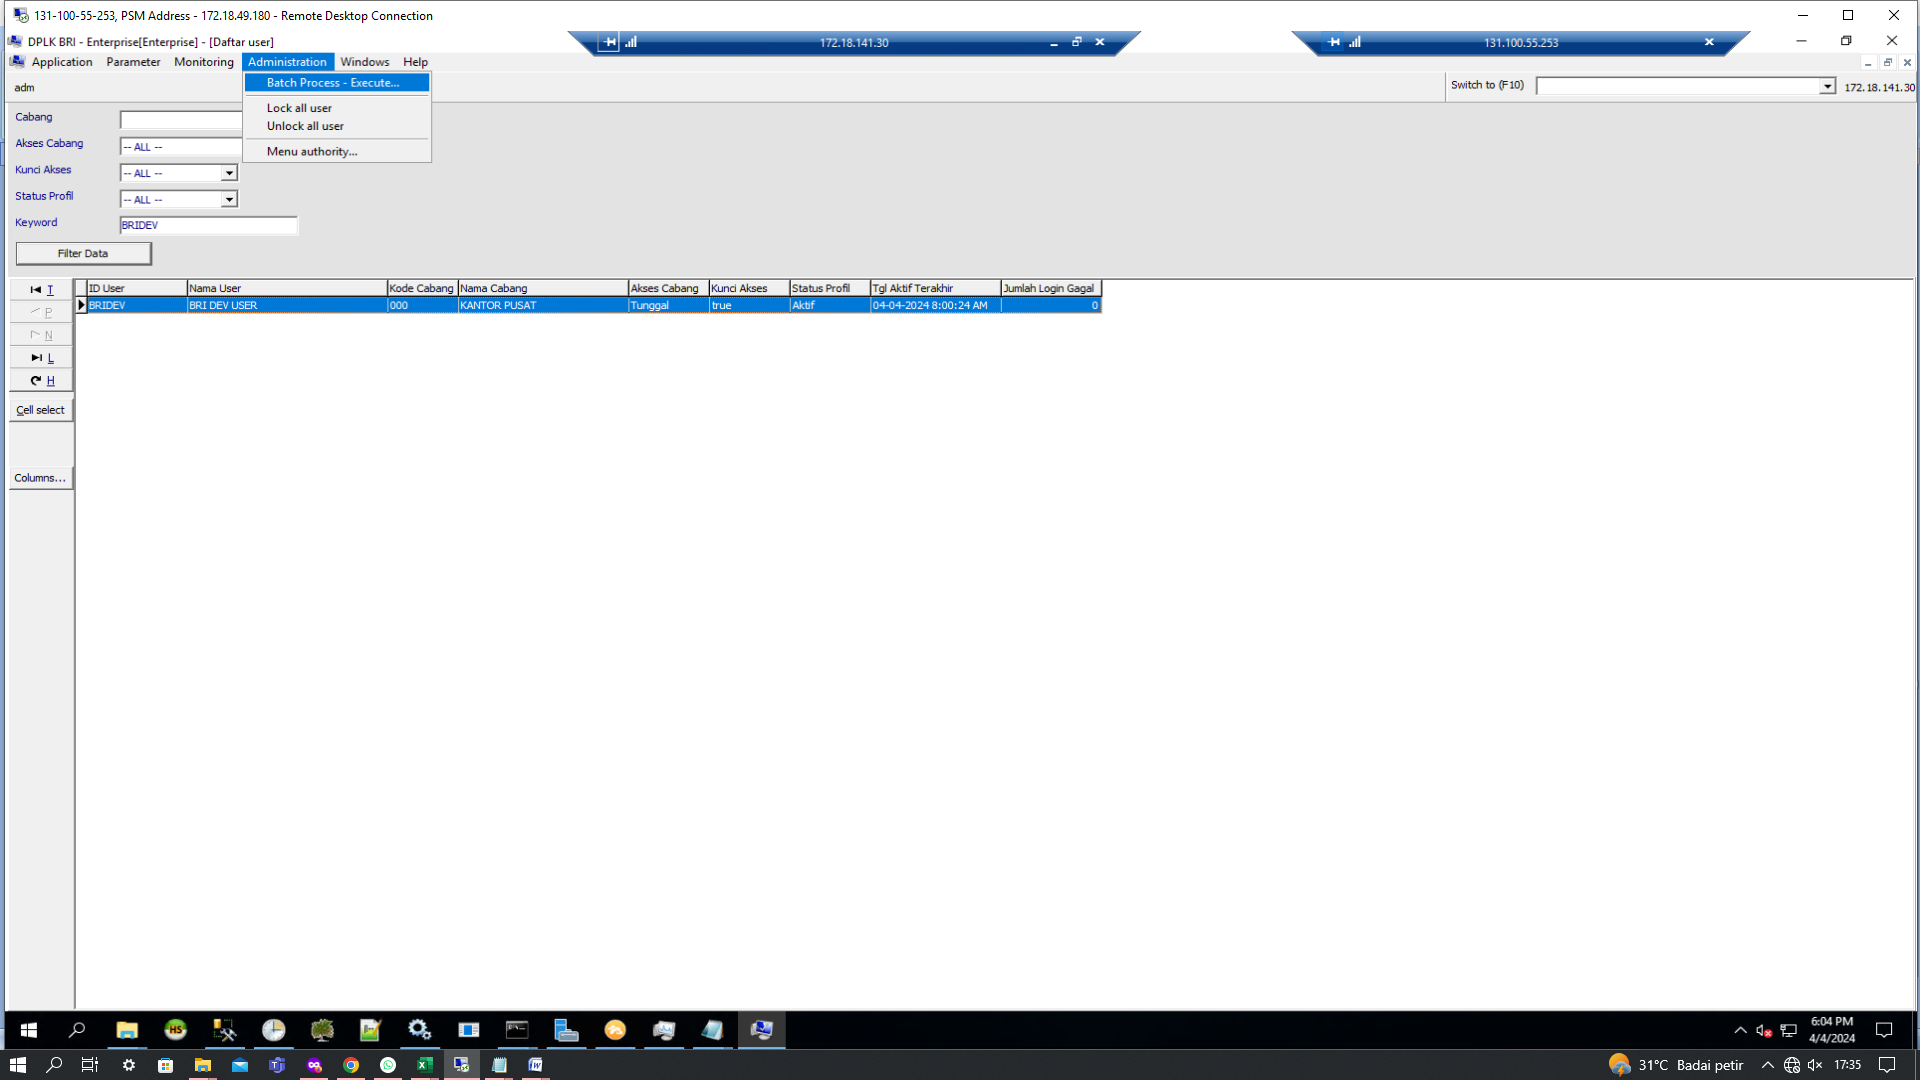 131-100-55-253, PSM Address - 172.18.49.180 - Remote Desktop Connection
DPLK BRI - Enterprise[Enterprise] - [Daftar user]
172.18.141.30
131.100.55.253
Application Parameter Monitoring Administration Windows Help
adm
Batch Process - Execute...
Lock all user
Unlock all user
Menu authority...
Switch to (F10)
172.18.141.30
Cabang
Akses Cabang -- ALL --
Kunci Akses -- ALL --
Status Profil -- ALL --
Keyword BRIDEV
Filter Data
T
P
N
L
H
Cell select
Columns...
ID User Nama User Kode Cabang Nama Cabang Akses Cabang Kunci Akses Status Profil Tgl Aktif Terakhir Jumlah Login Gagal
BRIDEV BRI DEV USER 000 KANTOR PUSAT Tunggal true Aktif 04-04-2024 8:00:24 AM 0
HS
6:04 PM
4/4/2024
31°C Badai petir
17:35